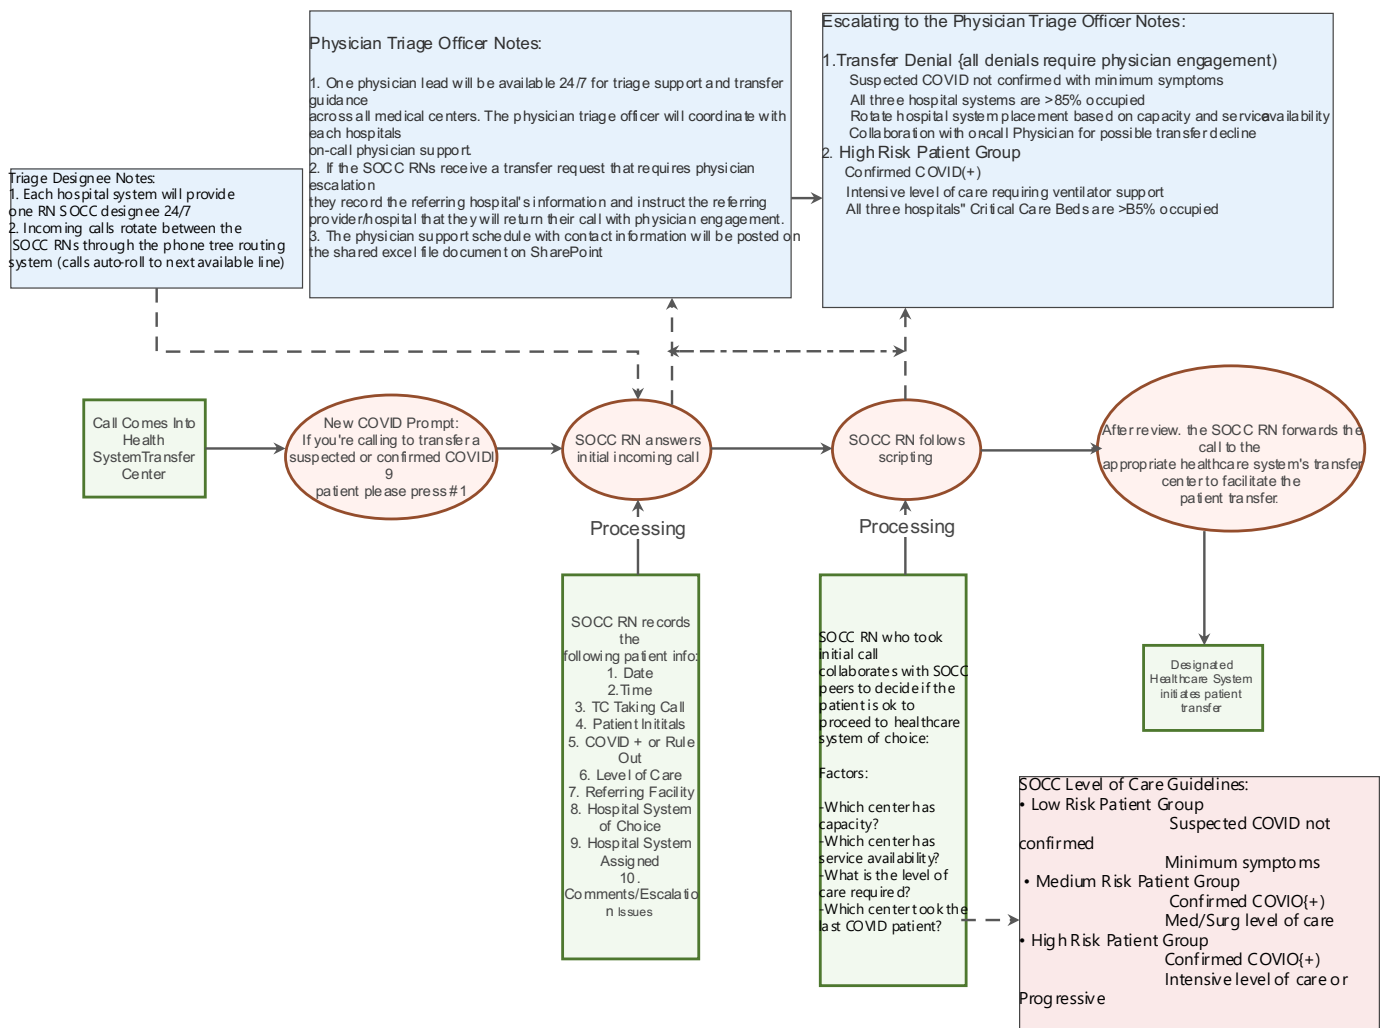 Physician Triage Officer Notes:
1. One physician lead will be available 24/7 for triage support and transfer
guidance
across all medical centers. The physician triage officer will coordinate with
each hospitals
on-call physician support.
2. If the SOCC RNs receive a transfer request that requires physician
escalation
they record the referring hospital's information and instruct the referring
provider/hospital that they will return their call with physician engagement.
3. The physician support schedule with contact information will be posted on
the shared excel file document on SharePoint
Escalating to the Physician Triage Officer Notes:
1.Transfer Denial {all denials require physician engagement)
Suspected COVID not confirmed with minimum symptoms
All three hospital systems are >85% occupied
Rotate hospital system placement based on capacity and service availability
Collaboration with on-call Physician for possible transfer decline
2. High Risk Patient Group
Confirmed COVID(+)
Intensive level of care requiring ventilator support
All three hospitals" Critical Care Beds are >B5% occupied
Triage Designee Notes:
1. Each hospital system will provide
one RN SOCC designee 24/7
2. Incoming calls rotate between the
SOCC RNs through the phone tree routing
system (calls auto-roll to next available line)
Call Comes Into
Health
SystemTransfer
Center
New COVID Prompt:
If you're calling to transfer a
suspected or confirmed COVIDI
9
patient please press #1
SOCC RN answers
initial incoming call
SOCC RN follows
scripting
After review. the SOCC RN forwards the
call to the
appropriate healthcare system's transfer
center to facilitate the
patient transfer.
Processing
Processing
SOCC RN records
the
following patient info:
1. Date
2.Time
3. TC Taking Call
4. Patient Inititals
5. COVID + or Rule
Out
6. Level of Care
7. Referring Facility
8. Hospital System
of Choice
9. Hospital System
Assigned
10.
Comments/Escalatio
n Issues
SOCC RN who took
initial call
collaborates with SOCC
peers to decide if the
patient is ok to
proceed to healthcare
system of choice:
Factors:
-Which center has
capacity?
-Which center has
service availability?
-What is the level of
care required?
-Which center took the
last COVID patient?
Designated
Healthcare System
initiates patient
transfer
SOCC Level of Care Guidelines:
• Low Risk Patient Group
Suspected COVID not
confirmed
Minimum symptoms
• Medium Risk Patient Group
Confirmed COVIO{+)
Med/Surg level of care
• High Risk Patient Group
Confirmed COVIO{+)
Intensive level of care or
Progressive